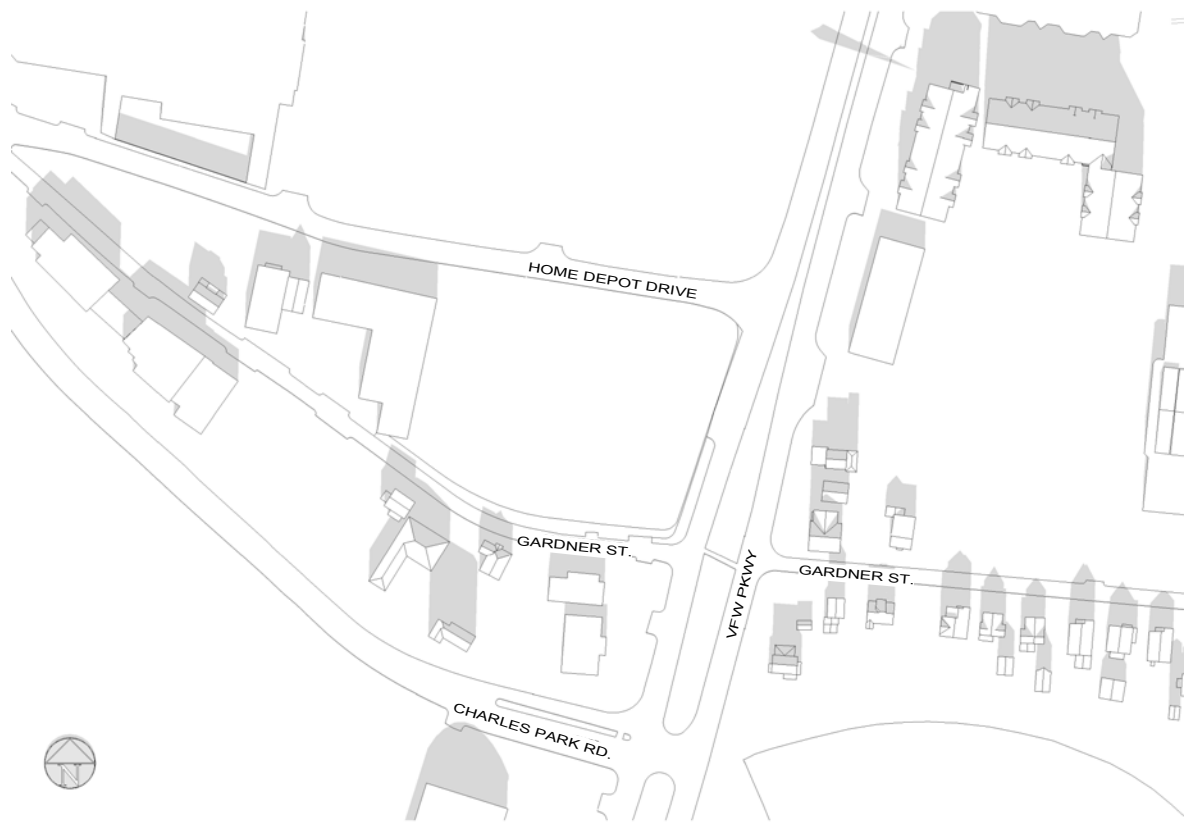 HOME DEPOT DRIVE
GARDNER ST.
GARDNER ST.
VFW PKWY
CHARLES PARK RD.
N